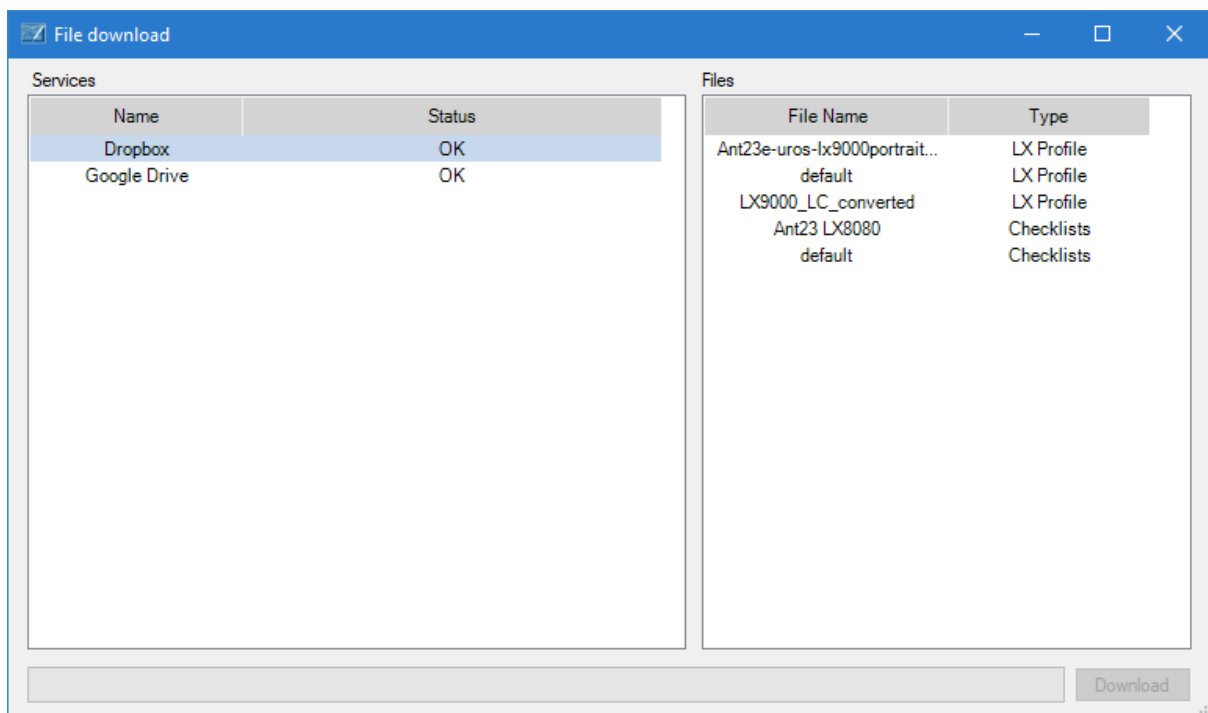 File download
Services
Name Status
Dropbox OK
Google Drive OK
Files
File Name Type
Ant23e-uros-lx9000portrait... LX Profile
default LX Profile
LX9000_LC_converted LX Profile
Ant23 LX8080 Checklists
default Checklists
Download